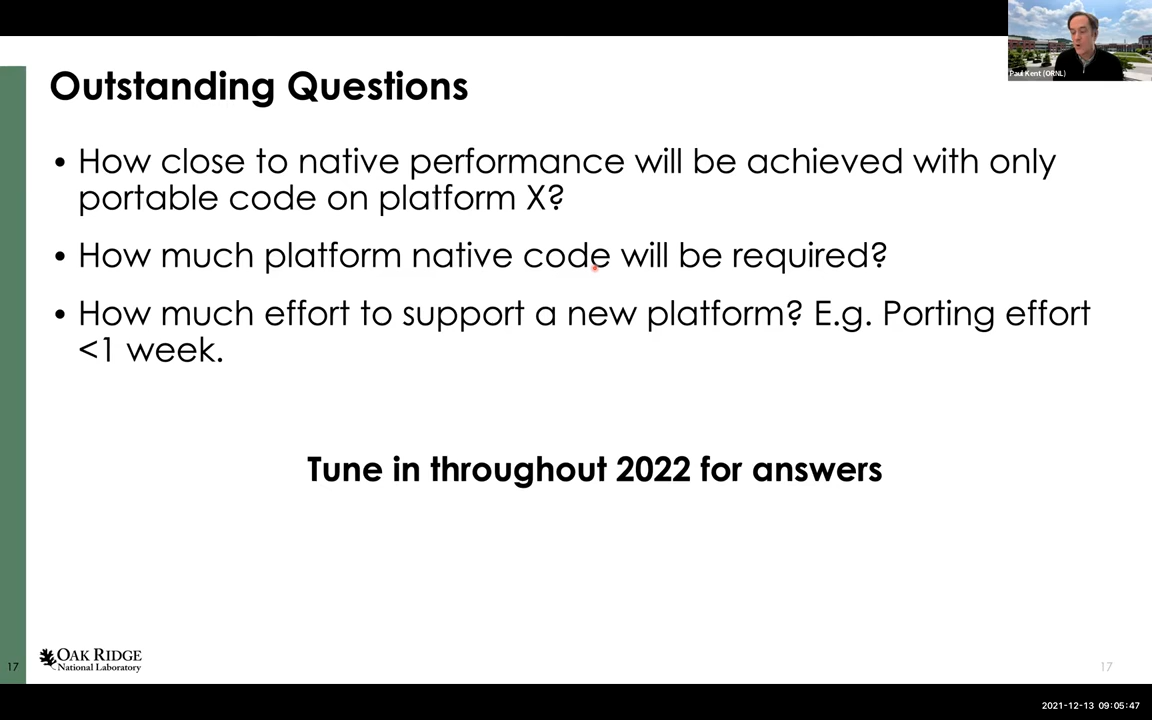 Paul Kent (ORNL)
Outstanding Questions
• How close to native performance will be achieved with only
portable code on platform X?
• How much platform native code will be required?
• How much effort to support a new platform? E.g. Porting effort
<1 week.
Tune in throughout 2022 for answers
17
OAK RIDGE
National Laboratory
17
2021-12-13 09:05:47